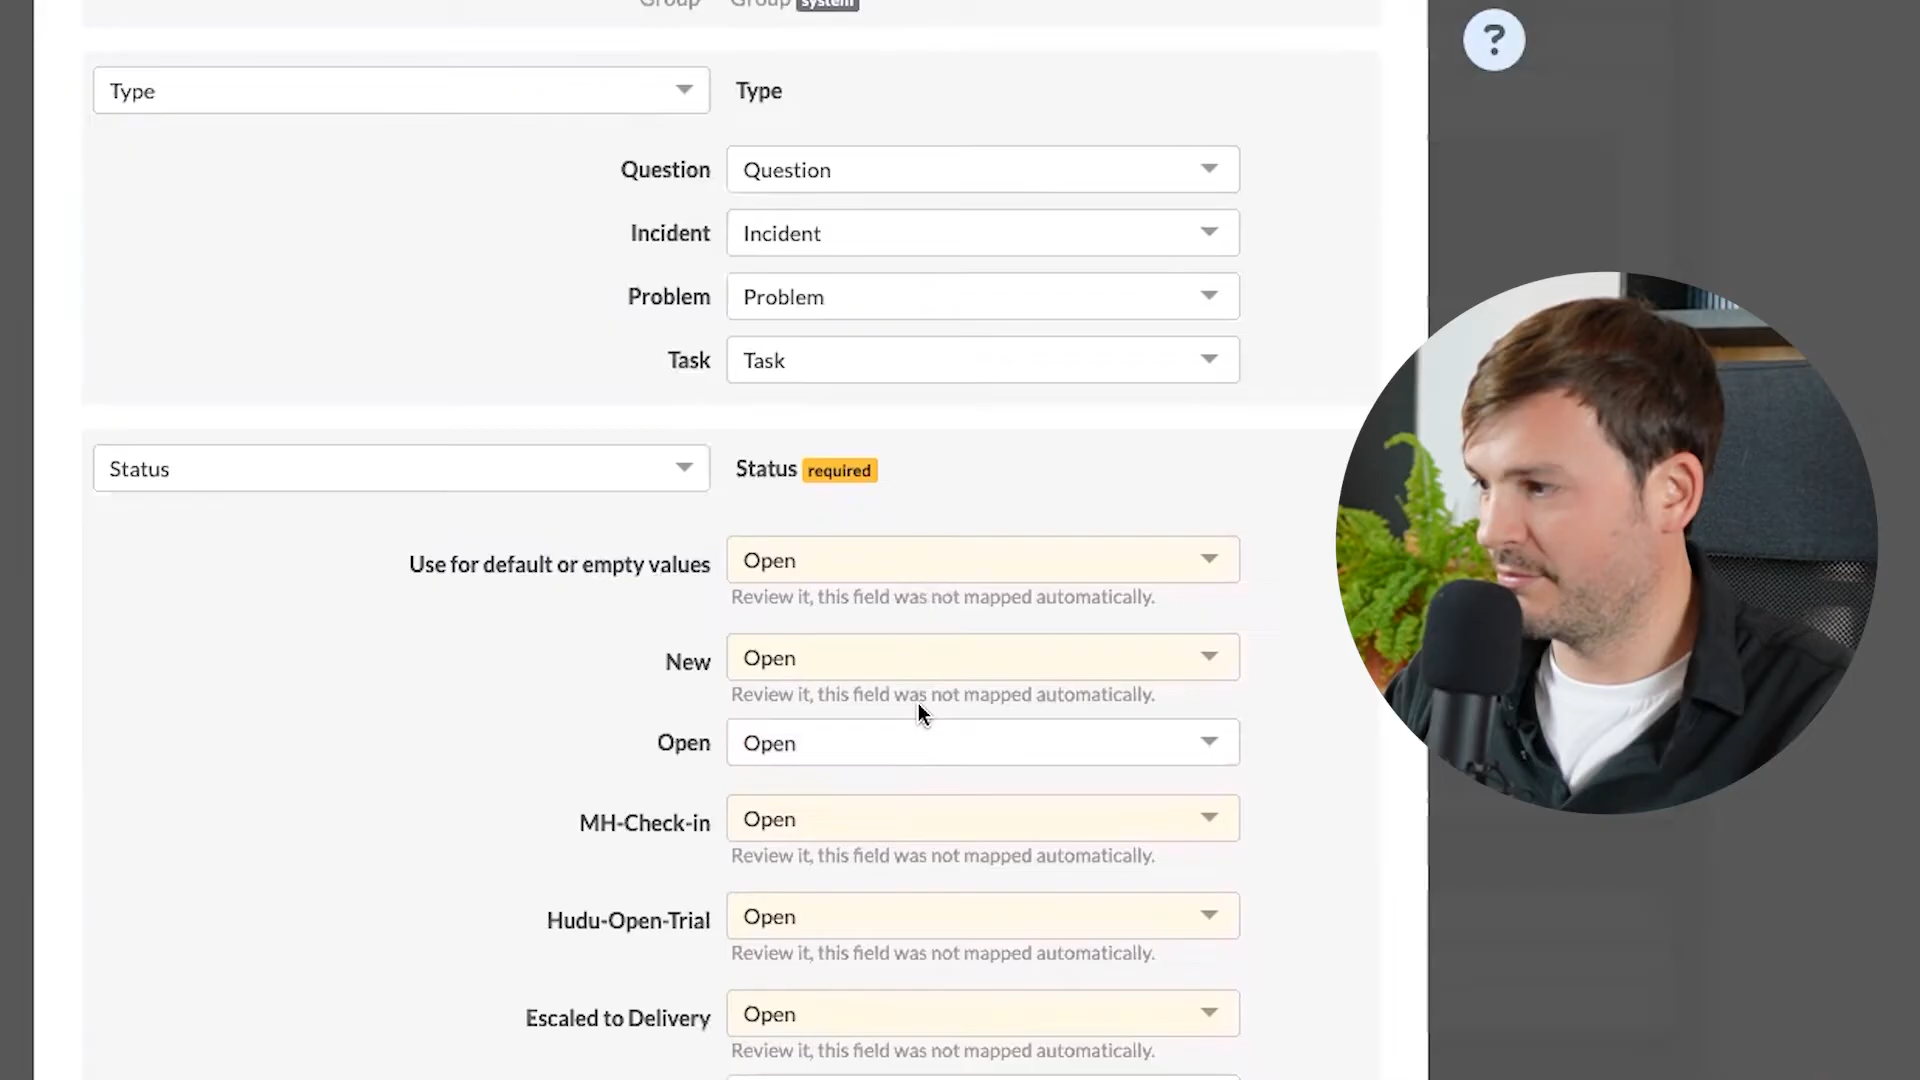 Group Group system
Type Type
Question Question
Incident Incident
Problem Problem
Task Task
Status Status required
Use for default or empty values Open
Review it, this field was not mapped automatically.
New Open
Review it, this field was not mapped automatically.
Open Open
MH-Check-in Open
Review it, this field was not mapped automatically.
Hudu-Open-Trial Open
Review it, this field was not mapped automatically.
Escaled to Delivery Open
Review it, this field was not mapped automatically.
?